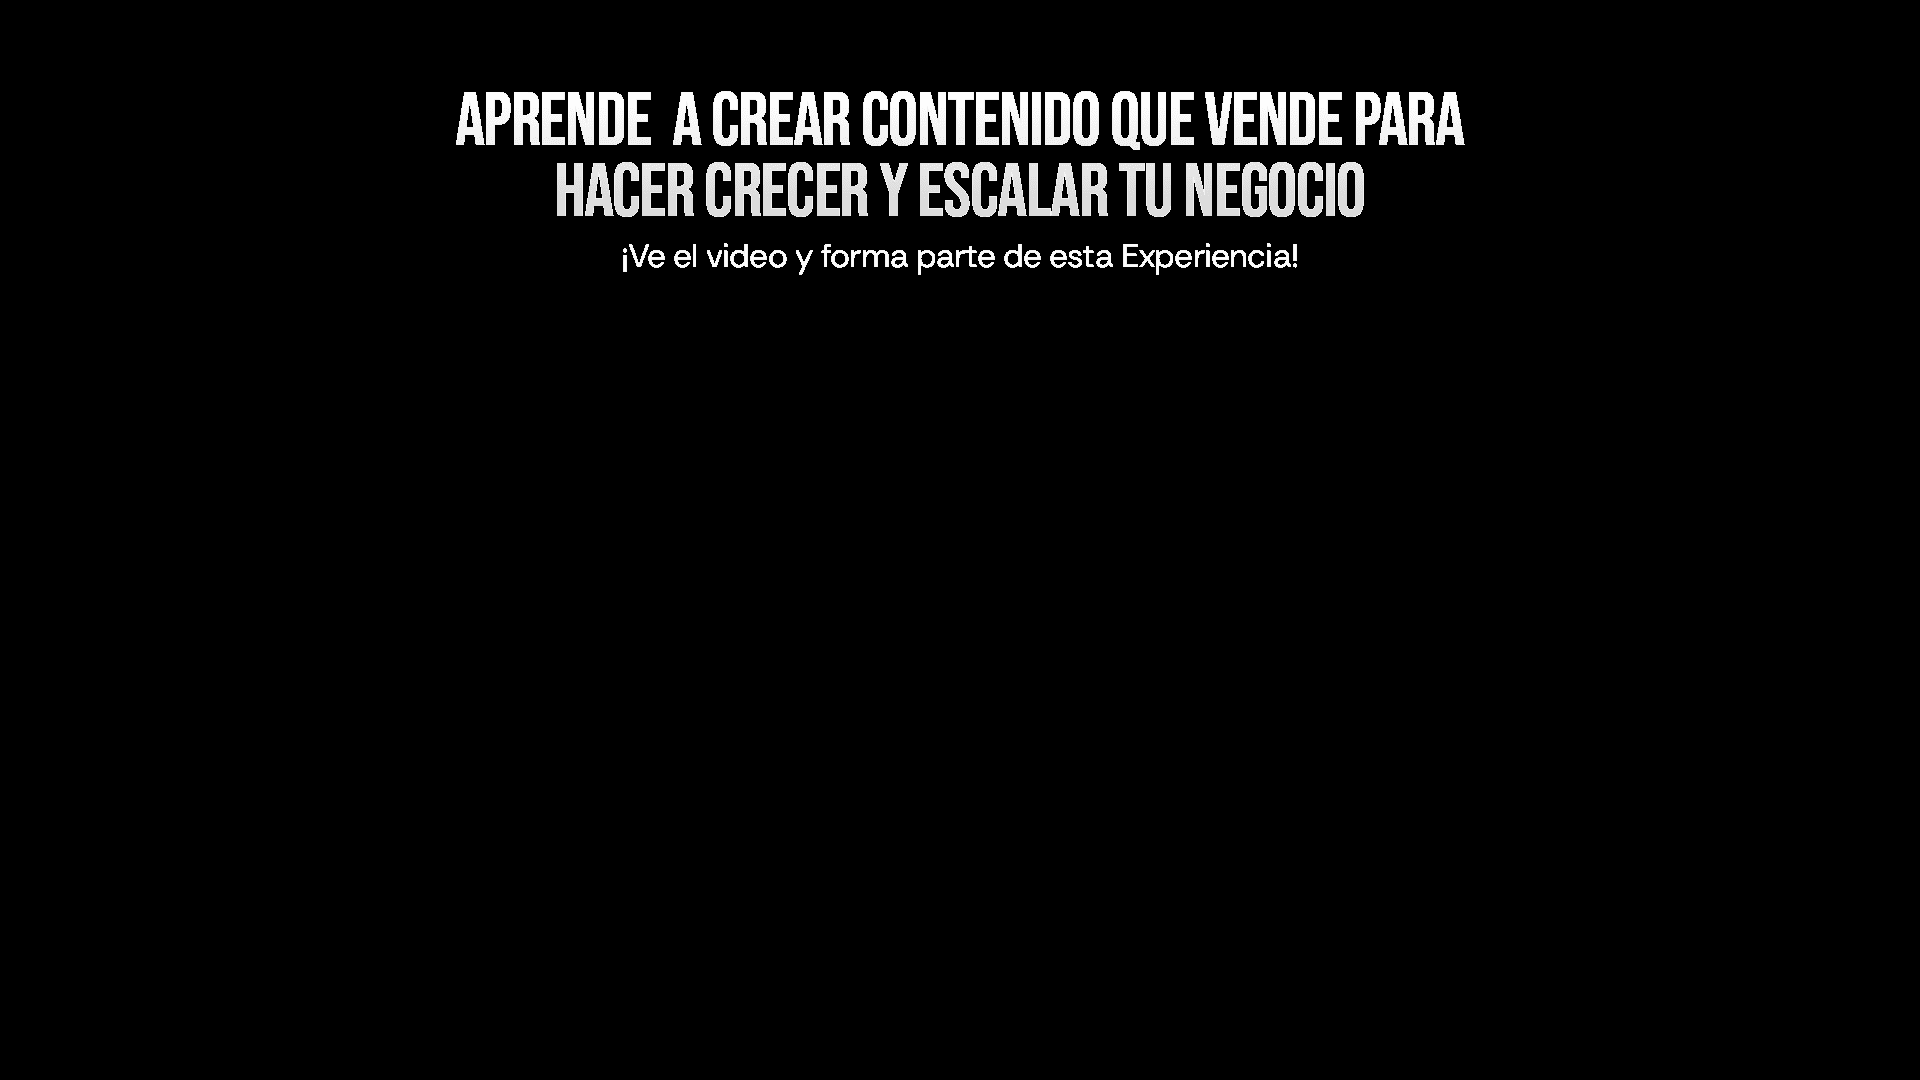 APRENDE  A CREAR CONTENIDO QUE VENDE PARA
HACER CRECER Y ESCALAR TU NEGOCIO
¡Ve el video y forma parte de esta Experiencia!